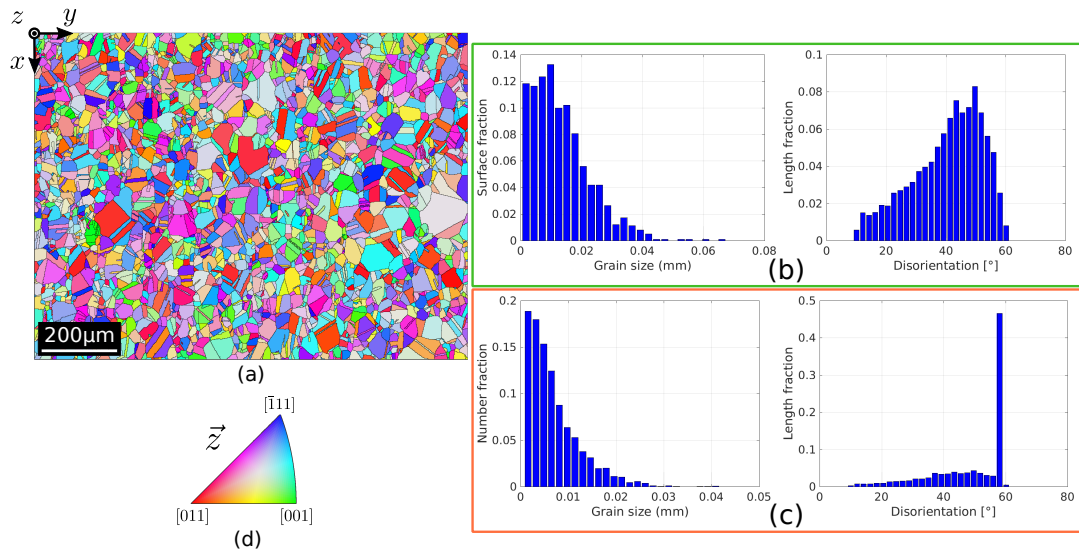 z
y
x
200μm
(a)
[1̅11]
z⃗
[011]
[001]
(d)
0.14
0.12
0.1
0.08
0.06
0.04
0.02
0
Surface fraction
0
0.02
0.04
0.06
0.08
Grain size (mm)
0.1
0.08
0.06
0.04
0.02
0
Length fraction
0
20
40
60
80
Disorientation [°]
(b)
0.2
0.15
0.1
0.05
0
Number fraction
0
0.01
0.02
0.03
0.04
0.05
Grain size (mm)
0.5
0.4
0.3
0.2
0.1
0
Length fraction
0
20
40
60
80
Disorientation [°]
(c)